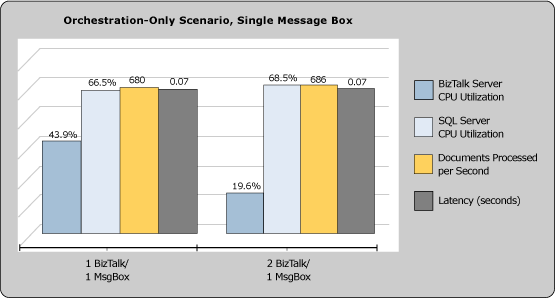 Orchestration-Only Scenario, Single Message Box
43.9%
66.5%
680
0.07
19.6%
68.5%
686
0.07
1 BizTalk/
1 MsgBox
2 BizTalk/
1 MsgBox
BizTalk Server
CPU Utilization
SQL Server
CPU Utilization
Documents Processed
per Second
Latency (seconds)